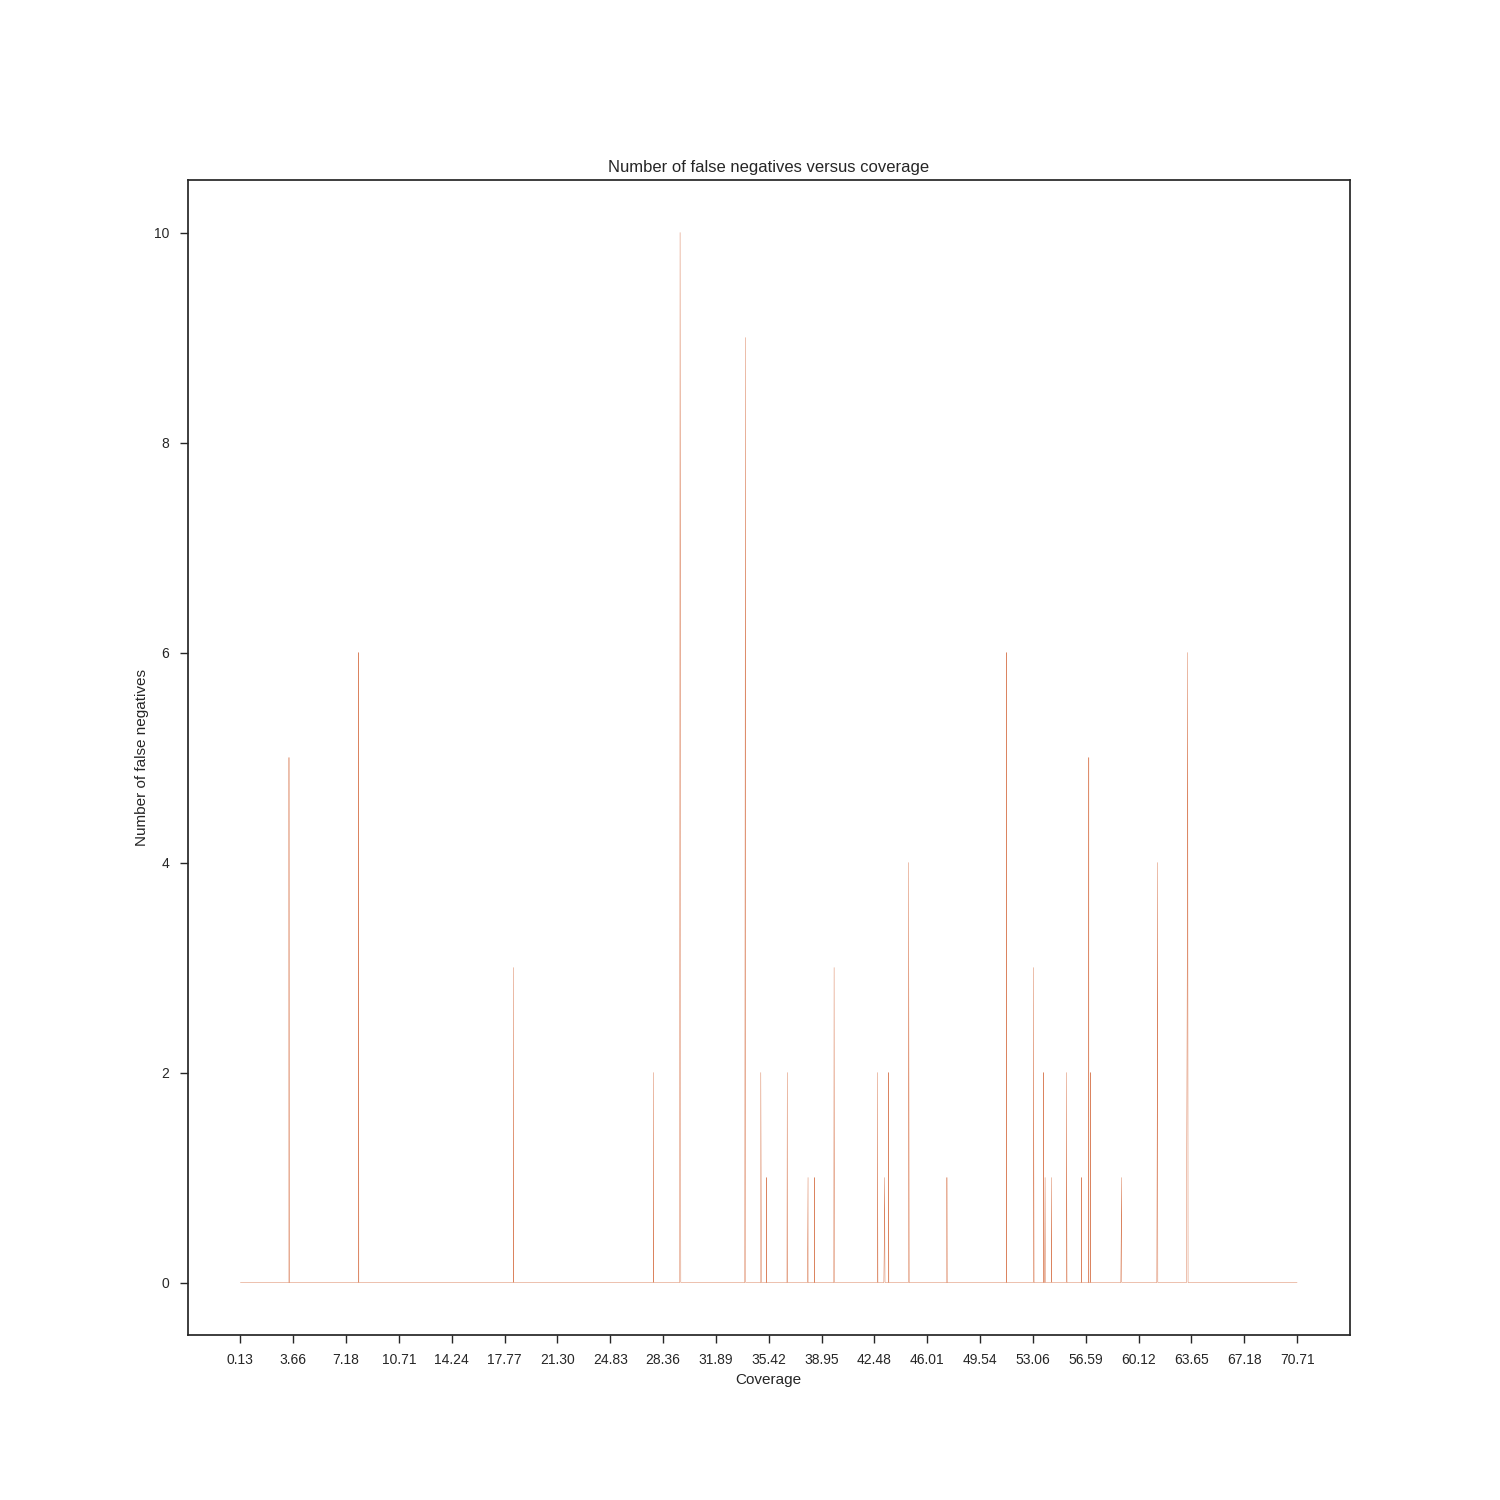 Number of false negatives versus coverage
10
8
6
4
2
0
Number of false negatives
0.13 3.66 7.18 10.71 14.24 17.77 21.30 24.83 28.36 31.89 35.42 38.95 42.48 46.01 49.54 53.06 56.59 60.12 63.65 67.18 70.71
Coverage